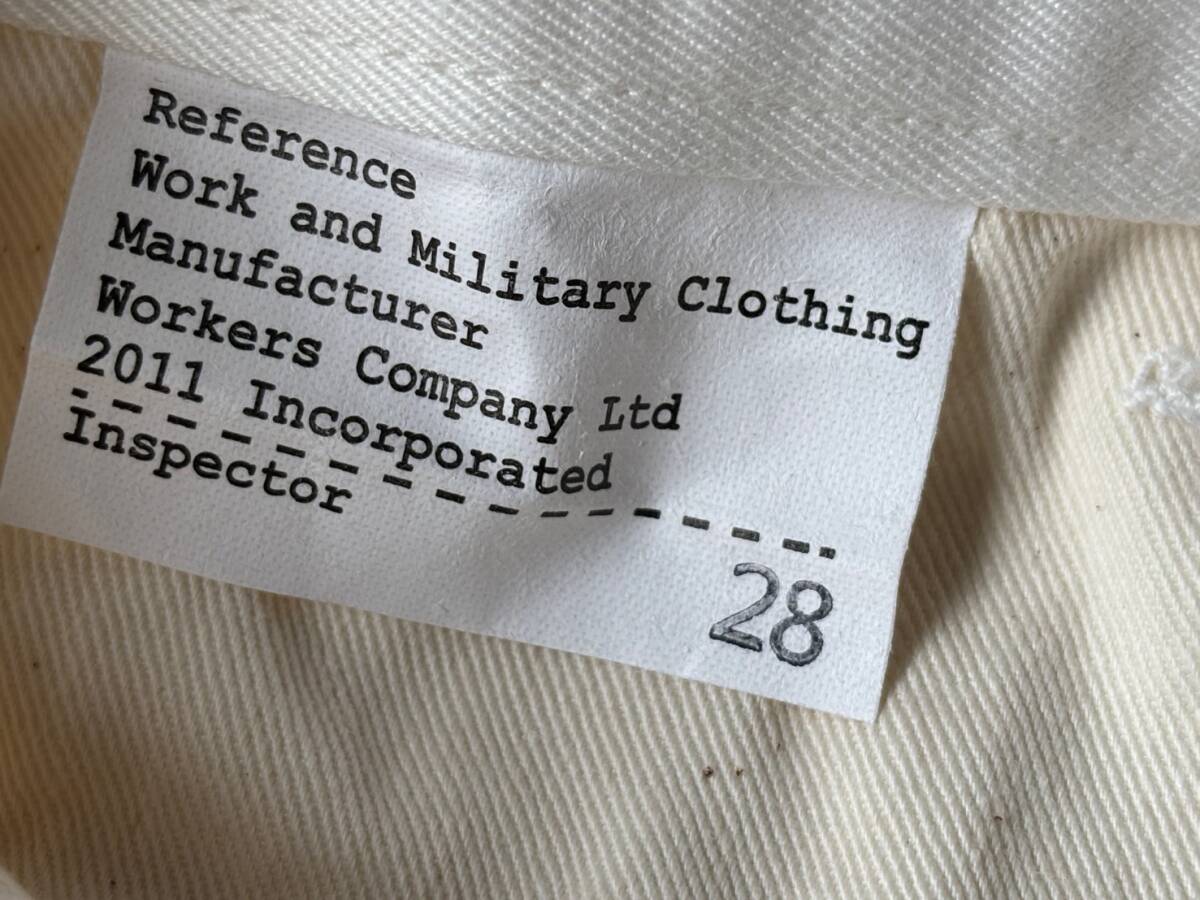 Reference
Work and Military Clothing
Manufacturer
Workers Company Ltd
2011 Incorporated
Inspector
28